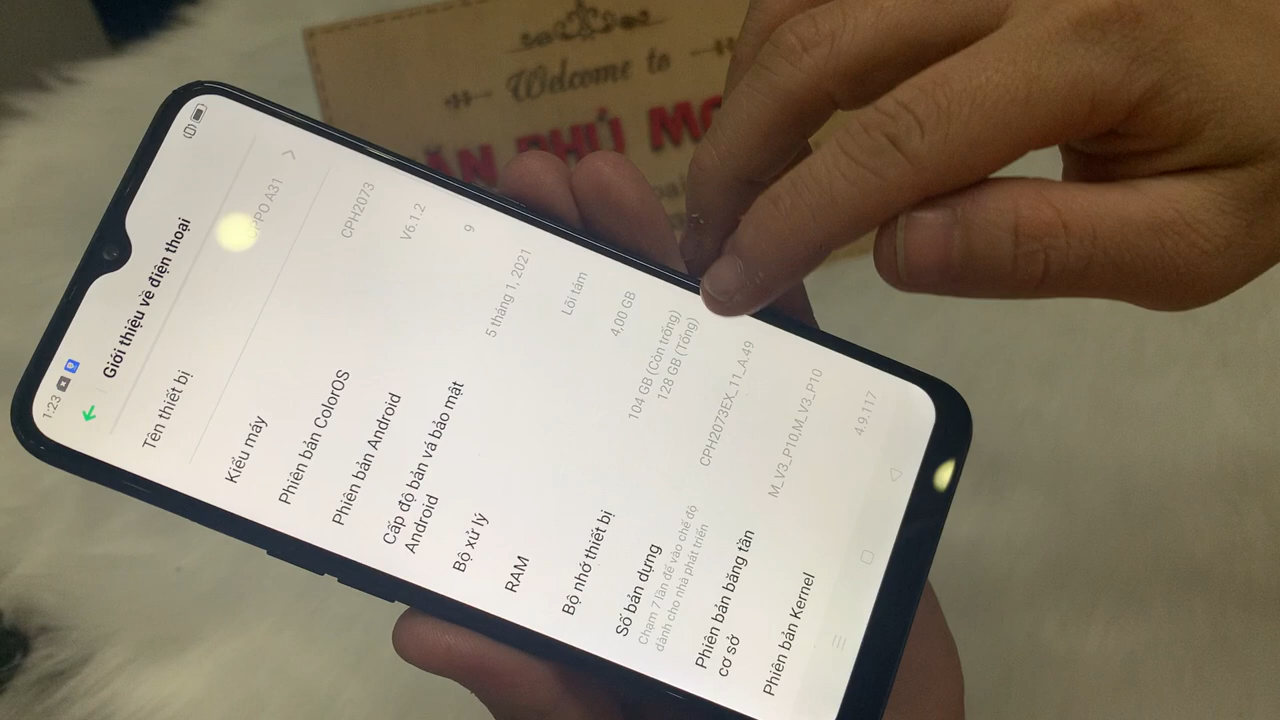 Welcome to
PHÚ
1:23
Giới thiệu về điện thoại
Tên thiết bị
OPPO A31
Kiểu máy
CPH2073
Phiên bản ColorOS
V6.1.2
Phiên bản Android
9
Cấp độ bản vá bảo mật
Android
5 tháng 1, 2021
Bộ xử lý
Lõi tám
RAM
4,00 GB
Bộ nhớ thiết bị
104 GB (Còn trống)
128 GB (Tổng)
Số bản dựng
Chạm 7 lần để vào chế độ
dành cho nhà phát triển
CPH2073EX_11_A.49
Phiên bản băng tần
cơ sở
M_V3_P10,M_V3_P10
Phiên bản Kernel
4.9.117